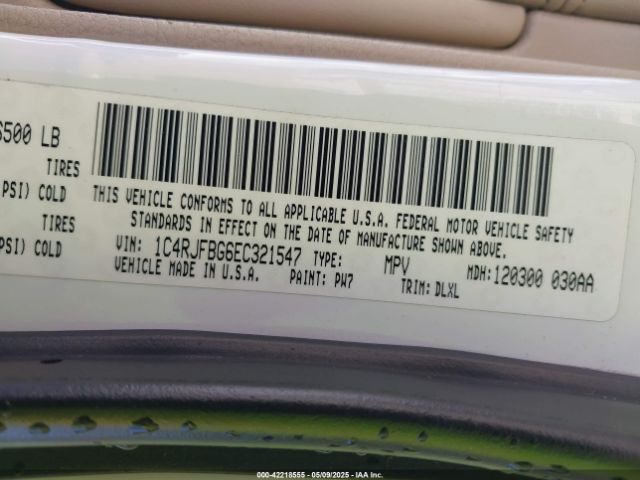 6500 LB
TIRES
PSI) COLD
TIRES
PSI) COLD
THIS VEHICLE CONFORMS TO ALL APPLICABLE U.S.A. FEDERAL MOTOR VEHICLE SAFETY
STANDARDS IN EFFECT ON THE DATE OF MANUFACTURE SHOWN ABOVE.
VIN: 1C4RJFBG6EC321547 TYPE: MPV MDH: 120300 030AA
VEHICLE MADE IN U.S.A. PAINT: PW7 TRIM: DLXL
000-42218555 - 05/09/2025 - IAA Inc.